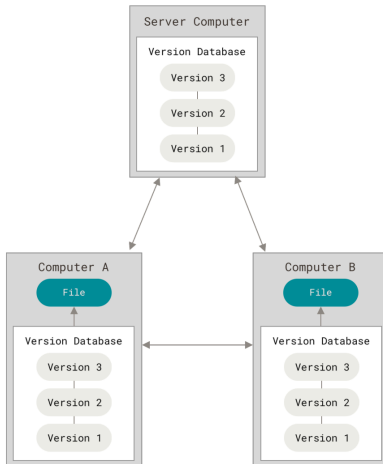 Server Computer
Version Database
Version 3
Version 2
Version 1
Computer A
File
Version Database
Version 3
Version 2
Version 1
Computer B
File
Version Database
Version 3
Version 2
Version 1